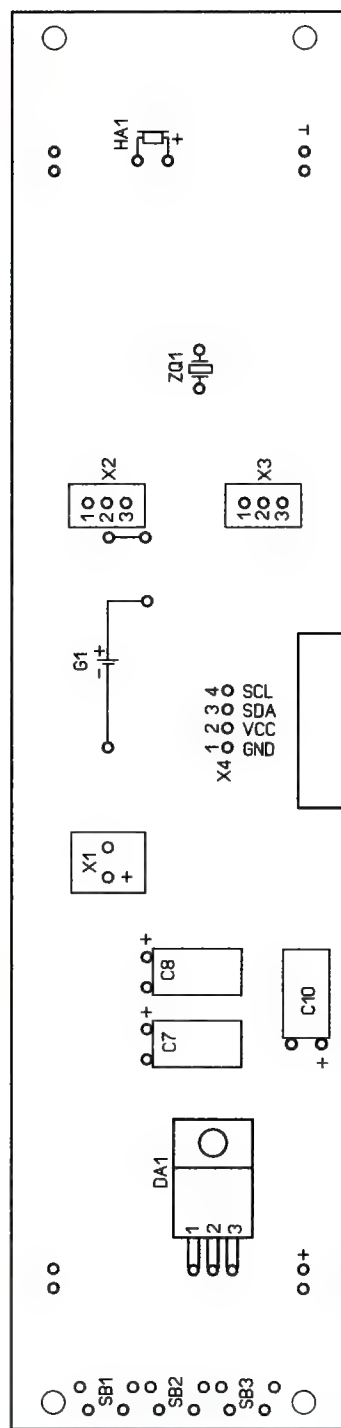 HA1
+
⊥
ZQ1
X2
1
2
3
X3
1
2
3
G1
- +
X4
1 2 3 4
GND
VCC
SDA
SCL
X1
+
+
C8
+
C7
C10
+
DA1
1
2
3
+
SB1
SB2
SB3